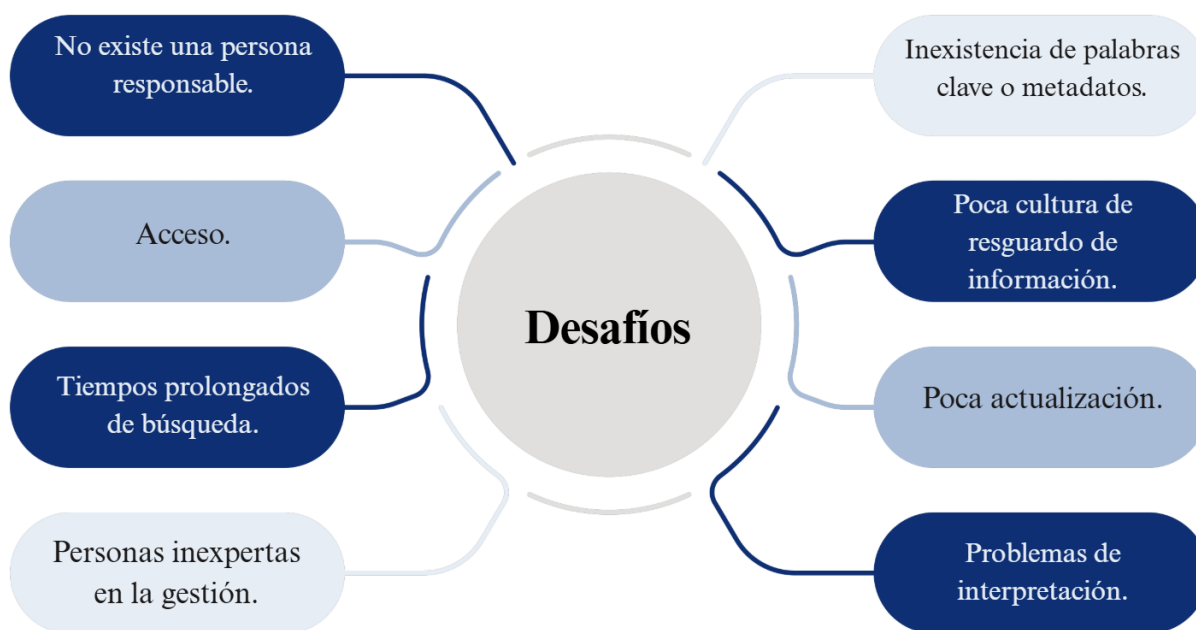 No existe una persona
responsable.
Acceso.
Tiempos prolongados
de búsqueda.
Personas inexpertas
en la gestión.
Desafíos
Inexistencia de palabras
clave o metadatos.
Poca cultura de
resguardo de
información.
Poca actualización.
Problemas de
interpretación.